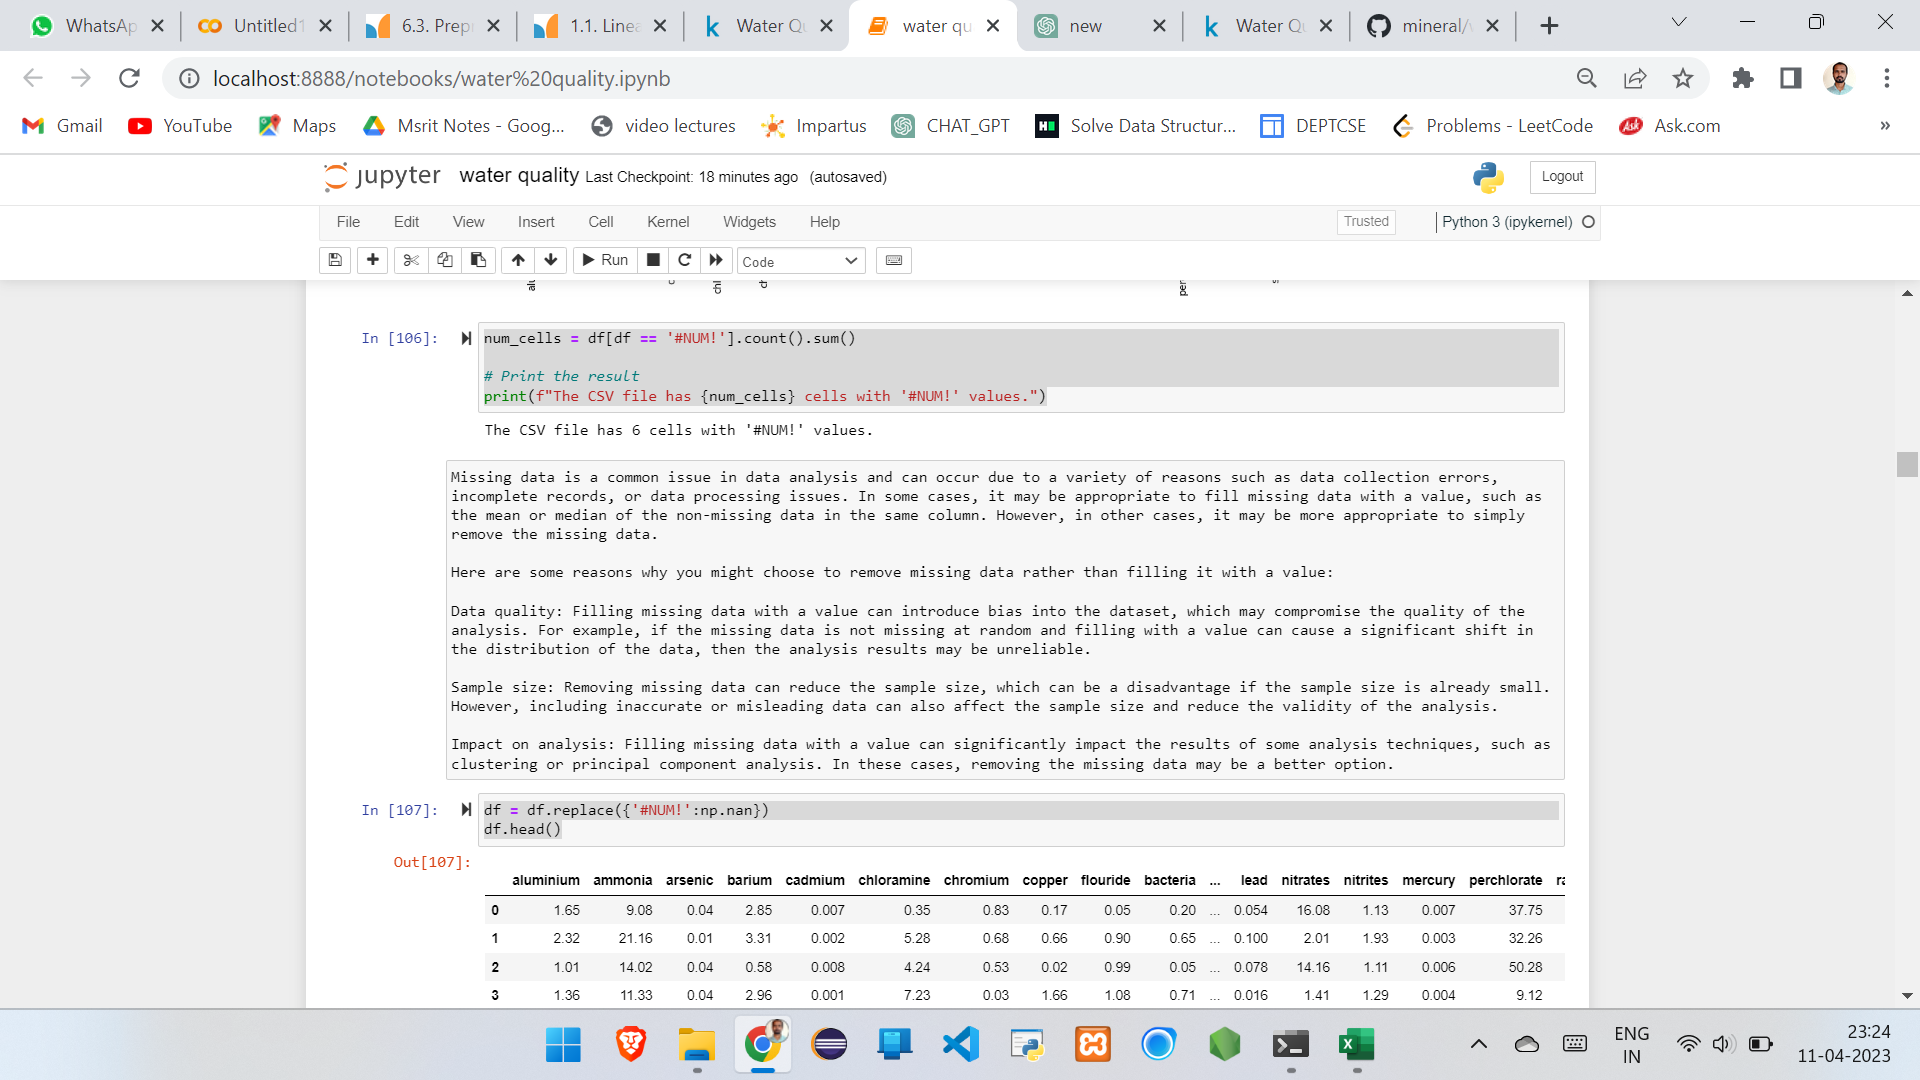 WhatsAp
Untitled1
6.3. Prepr
1.1. Linea
Water Qu
water qu
new
Water Qu
mineral/w
localhost:8888/notebooks/water%20quality.ipynb
Gmail
YouTube
Maps
Msrit Notes - Goog...
video lectures
Impartus
CHAT_GPT
Solve Data Structur...
DEPTCSE
Problems - LeetCode
Ask
Ask.com
»
jupyter water quality Last Checkpoint: 18 minutes ago (autosaved)
Logout
File Edit View Insert Cell Kernel Widgets Help
Trusted
Python 3 (ipykernel)
Run
Code
In [106]:
num_cells = df[df == '#NUM!'].count().sum()
# Print the result
print(f"The CSV file has {num_cells} cells with '#NUM!' values.")
The CSV file has 6 cells with '#NUM!' values.
Missing data is a common issue in data analysis and can occur due to a variety of reasons such as data collection errors,
incomplete records, or data processing issues. In some cases, it may be appropriate to fill missing data with a value, such as
the mean or median of the non-missing data in the same column. However, in other cases, it may be more appropriate to simply
remove the missing data.
Here are some reasons why you might choose to remove missing data rather than filling it with a value:
Data quality: Filling missing data with a value can introduce bias into the dataset, which may compromise the quality of the
analysis. For example, if the missing data is not missing at random and filling with a value can cause a significant shift in
the distribution of the data, then the analysis results may be unreliable.
Sample size: Removing missing data can reduce the sample size, which can be a disadvantage if the sample size is already small.
However, including inaccurate or misleading data can also affect the sample size and reduce the validity of the analysis.
Impact on analysis: Filling missing data with a value can significantly impact the results of some analysis techniques, such as
clustering or principal component analysis. In these cases, removing the missing data may be a better option.
In [107]:
df = df.replace({'#NUM!':np.nan})
df.head()
Out[107]:
aluminium ammonia arsenic barium cadmium chloramine chromium copper flouride bacteria ... lead nitrates nitrites mercury perchlorate ra
0 1.65 9.08 0.04 2.85 0.007 0.35 0.83 0.17 0.05 0.20 ... 0.054 16.08 1.13 0.007 37.75
1 2.32 21.16 0.01 3.31 0.002 5.28 0.68 0.66 0.90 0.65 ... 0.100 2.01 1.93 0.003 32.26
2 1.01 14.02 0.04 0.58 0.008 4.24 0.53 0.02 0.99 0.05 ... 0.078 14.16 1.11 0.006 50.28
3 1.36 11.33 0.04 2.96 0.001 7.23 0.03 1.66 1.08 0.71 ... 0.016 1.41 1.29 0.004 9.12
ENG
IN
23:24
11-04-2023